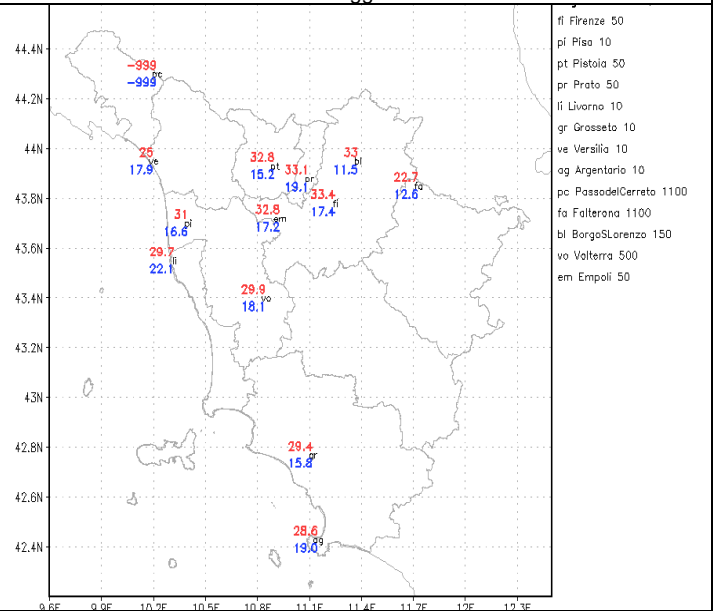 fi Firenze 50
44.4N
pi Pisa 10
-999
pc
pt Pistoia 50
-999
pr Prato 50
44.2N
li Livorno 10
gr Grosseto 10
44N
25
ve
17.9
32.8
pt
15.2
33.1
pr
19.1
33
bl
11.5
ve Versilia 10
ag Argentario 10
22.7
fa
12.6
pc PassodelCerreto 1100
43.8N
33.4
fi
17.4
fa Falterona 1100
31
pi
16.6
32.8
em
17.2
bl BorgoSLorenzo 150
43.6N
29.7
li
22.1
vo Volterra 500
em Empoli 50
43.4N
29.9
vo
18.1
43.2N
43N
42.8N
29.4
gr
15.8
42.6N
28.6
ag
19.0
42.4N
9.6E 9.9E 10.2E 10.5E 10.8E 11.1E 11.4E 11.7E 12E 12.3E